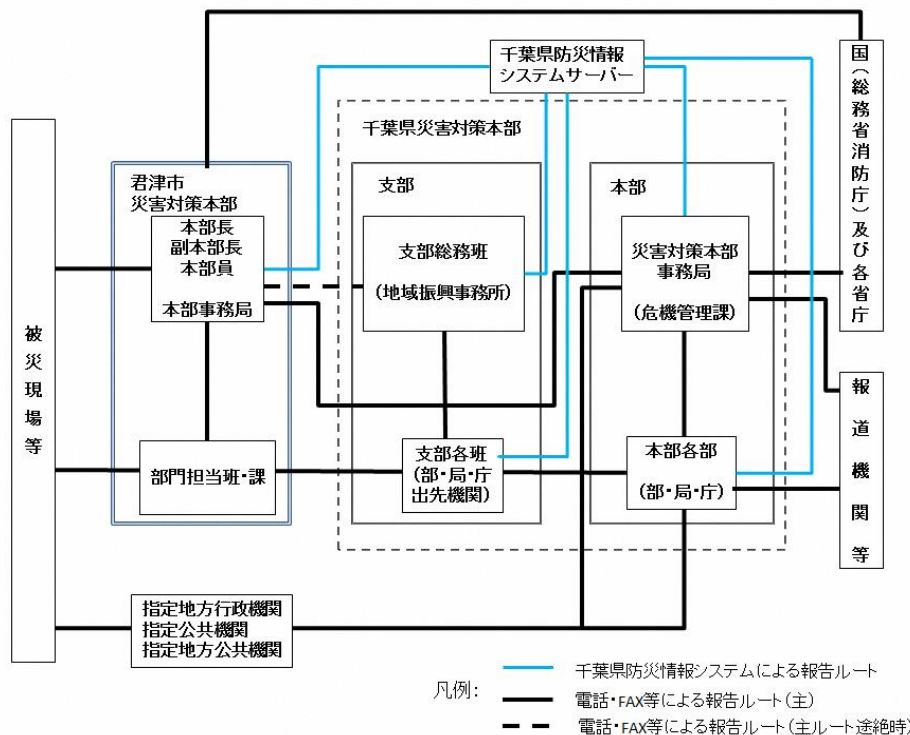 千葉県防災情報
システムサーバー
国(総務省消防庁)及び各省庁
千葉県災害対策本部
君津市
災害対策本部
支部
本部
本部長
副本部長
本部員
本部事務局
支部総務班
(地域振興事務所)
災害対策本部
事務局
(危機管理課)
被災現場等
報道機関等
部門担当班・課
支部各班
(部・局・庁
出先機関)
本部各部
(部・局・庁)
指定地方行政機関
指定公共機関
指定地方公共機関
凡例:
千葉県防災情報システムによる報告ルート
電話・FAX等による報告ルート(主)
電話・FAX等による報告ルート(主ルート途絶時)